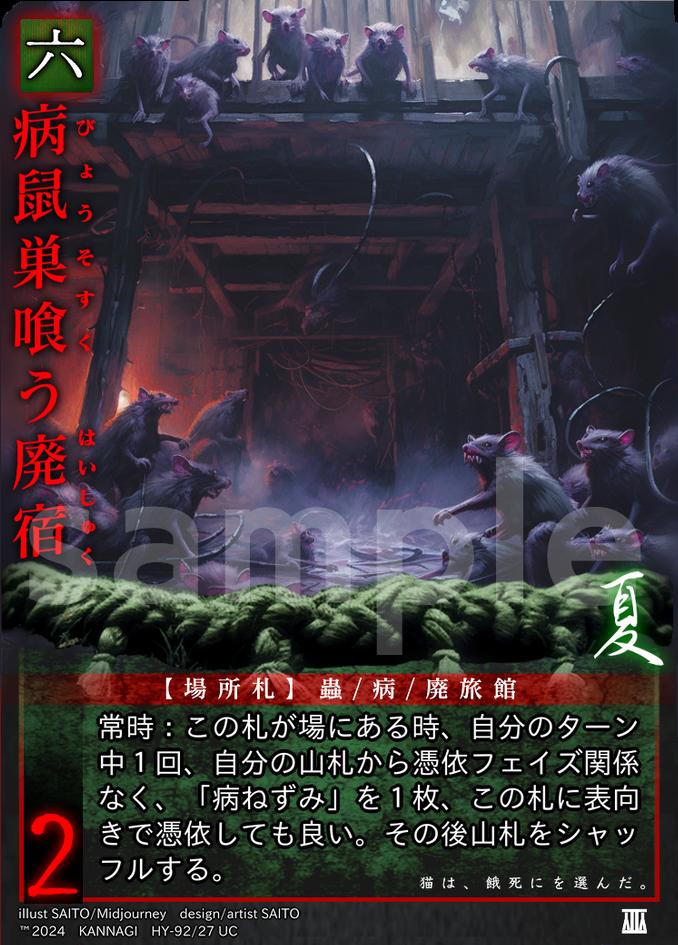 六
病鼠巣喰う廃宿
びょうそすく はいしゅく
sample
夏
【場所札】蟲/病/廃旅館
常時：この札が場にある時、自分のターン
中１回、自分の山札から憑依フェイズ関係
なく、「病ねずみ」を１枚、この札に表向
きで憑依しても良い。その後山札をシャッ
フルする。
2
猫は、餓死にを選んだ。
illust SAITO/Midjourney design/artist SAITO
™2024 KANNAGI HY-92/27 UC